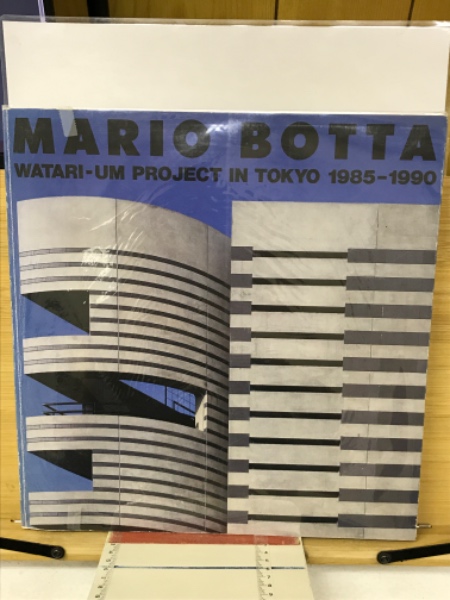 MARIO BOTTA
WATARI-UM PROJECT IN TOKYO 1985-1990